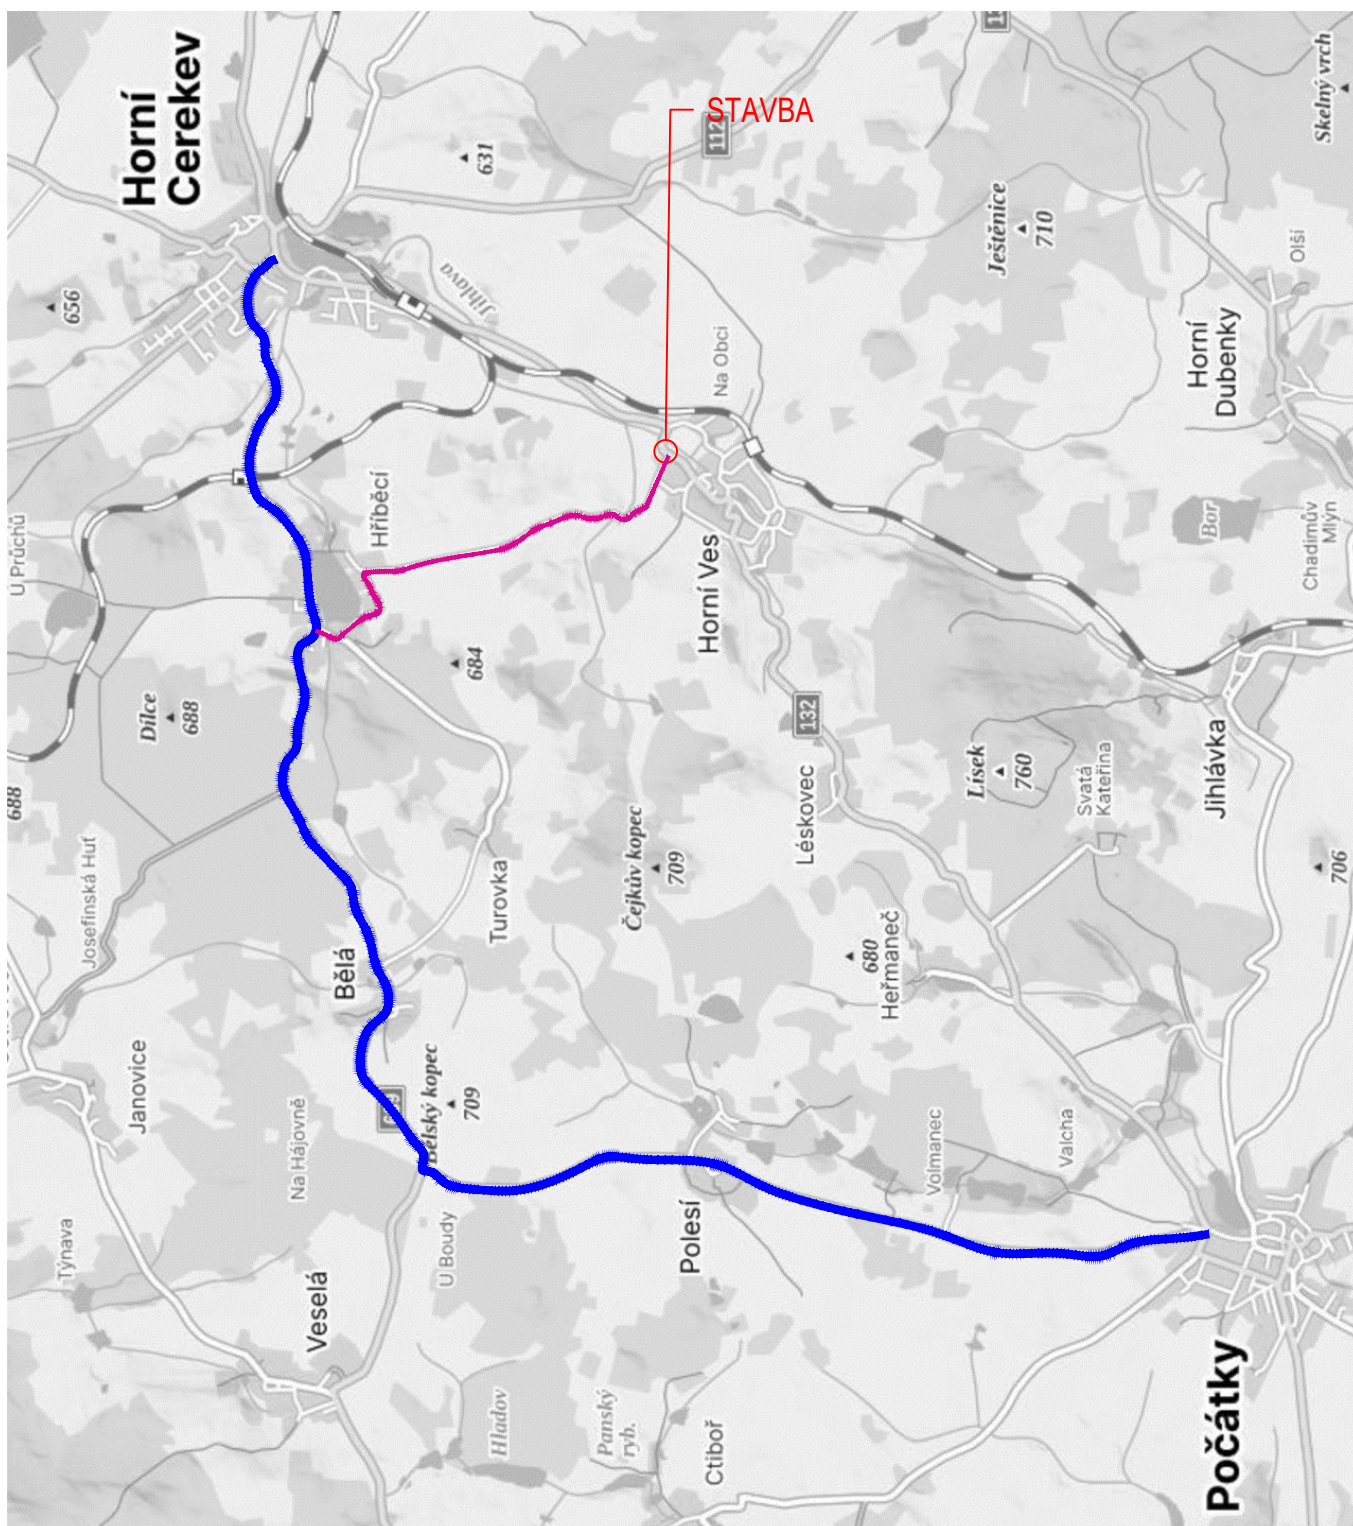 STAVBA
Horní
Cerekev
112
Skelný vrch
631
656
Jihlava
Ještěnice
710
Olší
Na Obci
Horní
Dubenky
U Průchů
Hříběcí
Bor
Chadimův
Mlýn
Horní Ves
Dílce
688
684
688
132
Lísek
760
Svatá
Kateřina
Jihlávka
Léskovec
Čejkův kopec
709
706
Josefínská Huť
Turovka
Bělá
680
Heřmaneč
Janovice
Bělský kopec
709
Na Hájovně
Volmanec
Valcha
Týnava
U Boudy
Polesí
Veselá
Hladov
Panský
ryb.
Ctiboř
Počátky